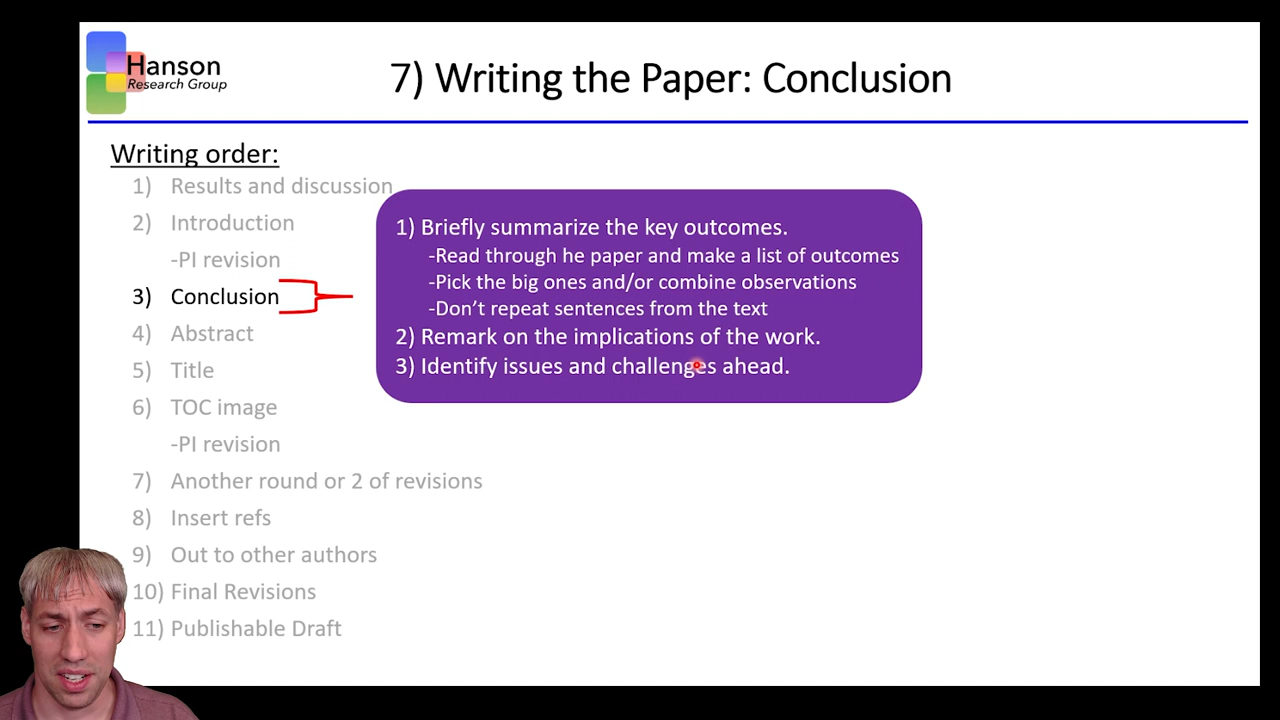 Hanson
Research Group
7) Writing the Paper: Conclusion
Writing order:
1) Results and discussion
2) Introduction
-PI revision
3) Conclusion
4) Abstract
5) Title
6) TOC image
-PI revision
7) Another round or 2 of revisions
8) Insert refs
9) Out to other authors
10) Final Revisions
11) Publishable Draft
1) Briefly summarize the key outcomes.
-Read through he paper and make a list of outcomes
-Pick the big ones and/or combine observations
-Don’t repeat sentences from the text
2) Remark on the implications of the work.
3) Identify issues and challenges ahead.